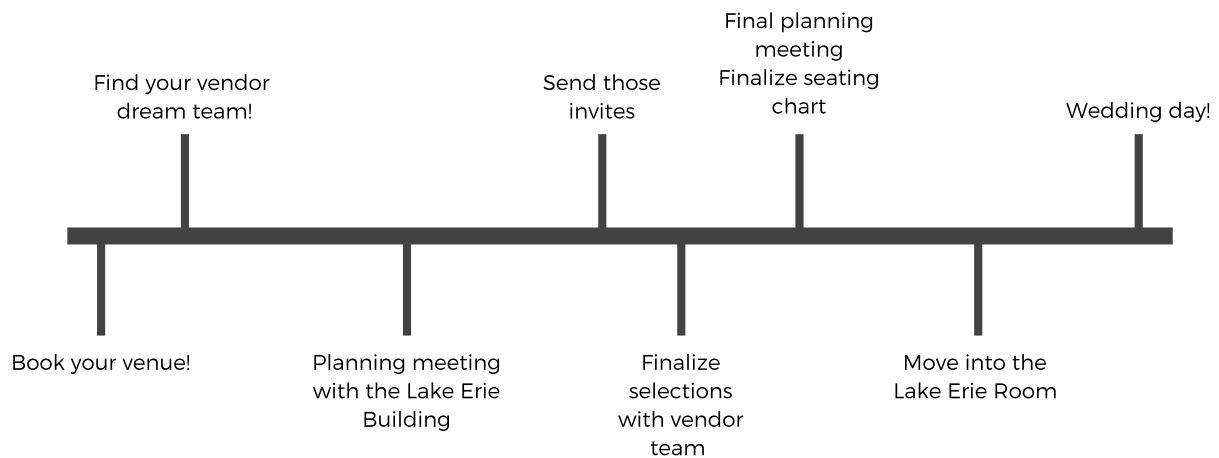 Find your vendor
dream team!
Send those
invites
Final planning
meeting
Finalize seating
chart
Wedding day!
Book your venue!
Planning meeting
with the Lake Erie
Building
Finalize
selections
with vendor
team
Move into the
Lake Erie Room